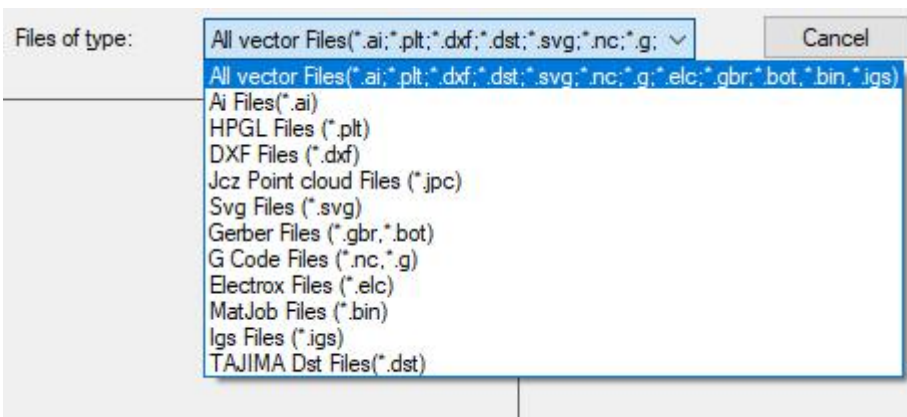 Files of type:
All vector Files(*.ai;*.plt;*.dxf;*.dst;*.svg;*.nc;*.g;
Cancel
All vector Files(*.ai;*.plt;*.dxf;*.dst;*.svg;*.nc;*.g;*.elc;*.gbr;*.bot,*.bin,*.igs)
Ai Files(*.ai)
HPGL Files (*.plt)
DXF Files (*.dxf)
Jcz Point cloud Files (*.jpc)
Svg Files (*.svg)
Gerber Files (*.gbr,*.bot)
G Code Files (*.nc,*.g)
Electrox Files (*.elc)
MatJob Files (*.bin)
Igs Files (*.igs)
TAJIMA Dst Files(*.dst)